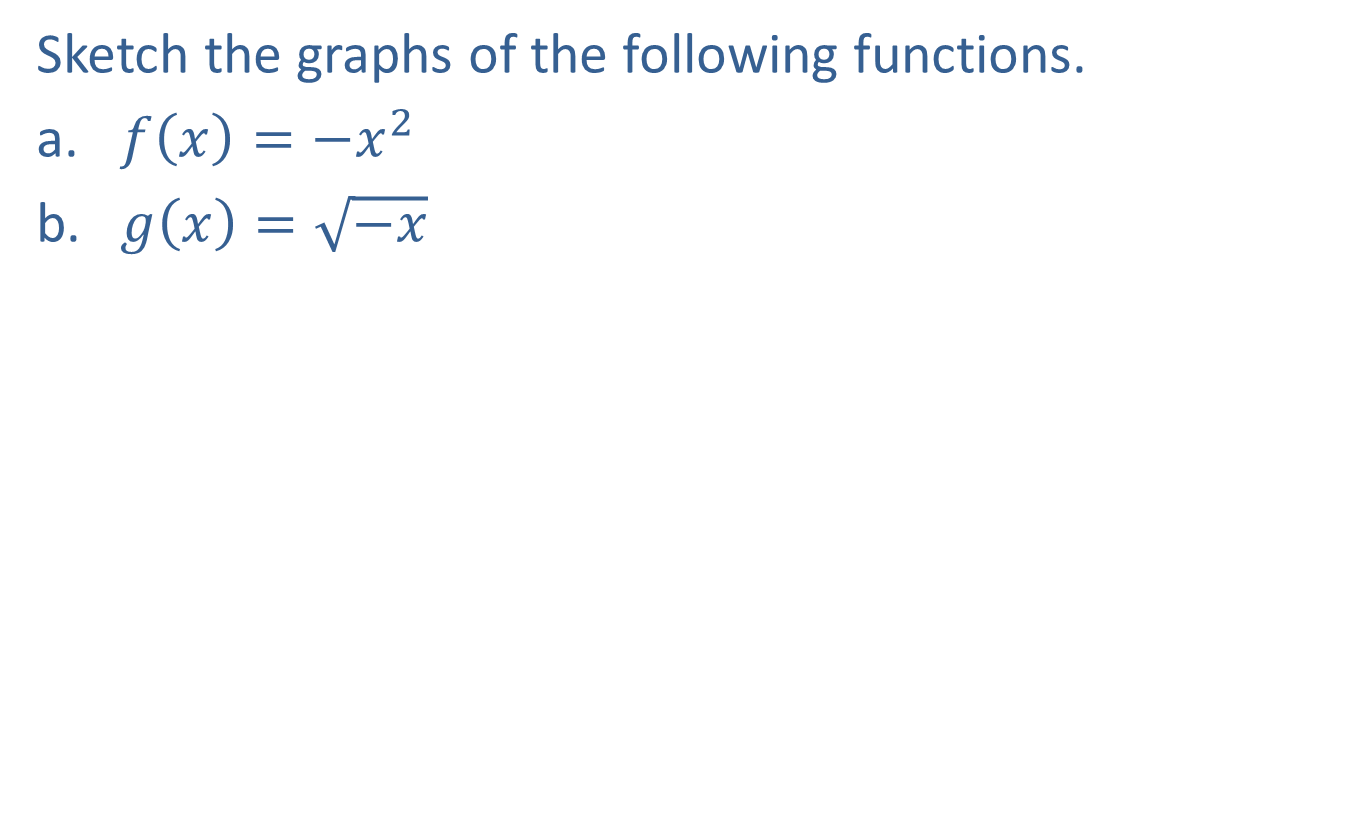 Sketch the graphs of the following functions.
a. f(x) = −x²
b. g(x) = √−x